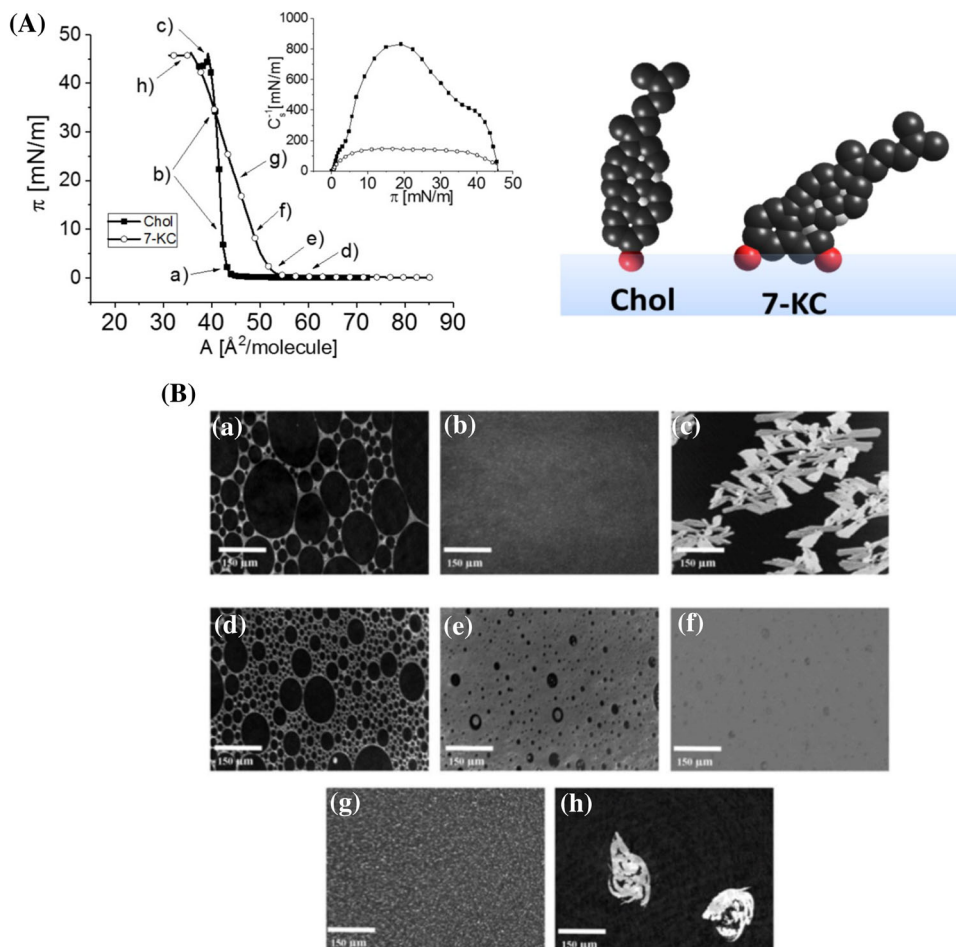 (A)
π [mN/m]
50
40
30
20
10
0
20 30 40 50 60 70 80 90
A [Å²/molecule]
c)
h)
b)
g)
f)
e)
d)
a)
Chol
7-KC
Cs⁻¹[mN/m]
1000
800
600
400
200
0
0 10 20 30 40 50
π [mN/m]
Chol
7-KC
(B)
(a)
150 µm
(b)
150 µm
(c)
150 µm
(d)
150 µm
(e)
150 µm
(f)
150 µm
(g)
150 µm
(h)
150 µm